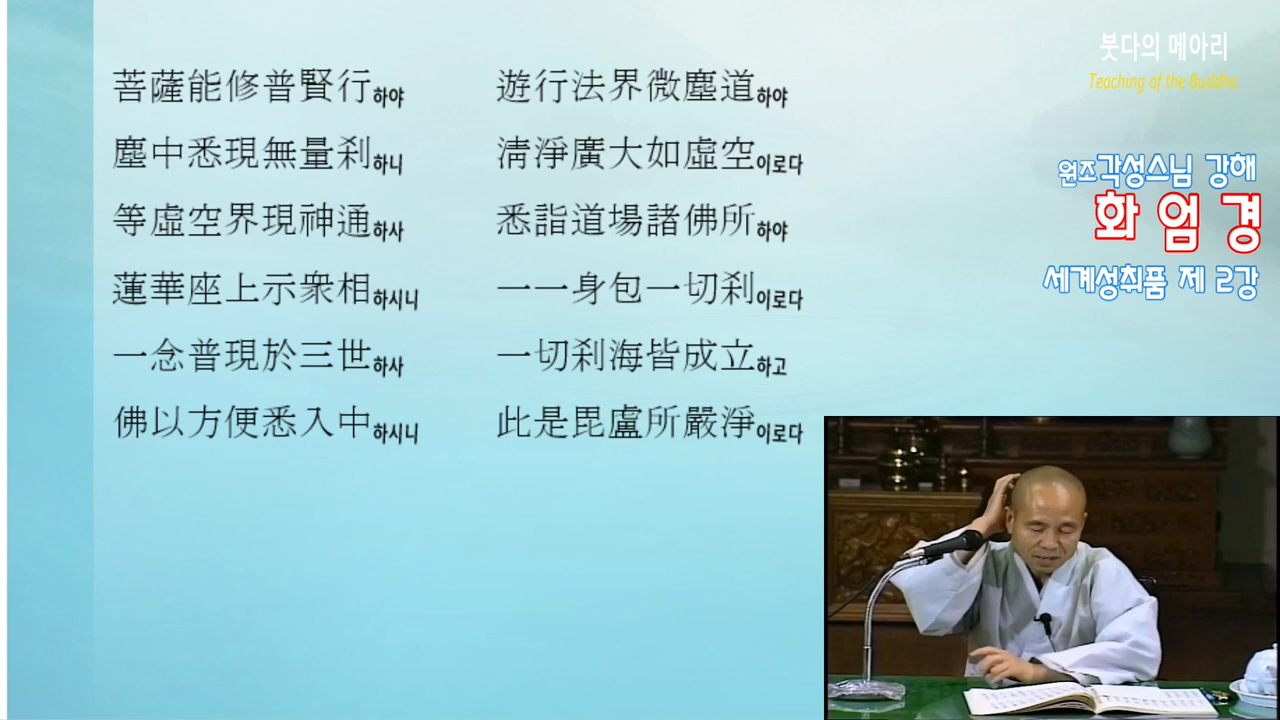 菩薩能修普賢行하야 遊行法界微塵道하야
塵中悉現無量刹하니 淸淨廣大如虛空이로다
等虛空界現神通하사 悉詣道場諸佛所하야
蓮華座上示衆相하시니 一一身包一切刹이로다
一念普現於三世하사 一切刹海皆成立하고
佛以方便悉入中하시니 此是毘盧所嚴淨이로다
붓다의 메아리
Teaching of the Buddha
원조각성스님 강해
화엄경
세계성취품 제 2강